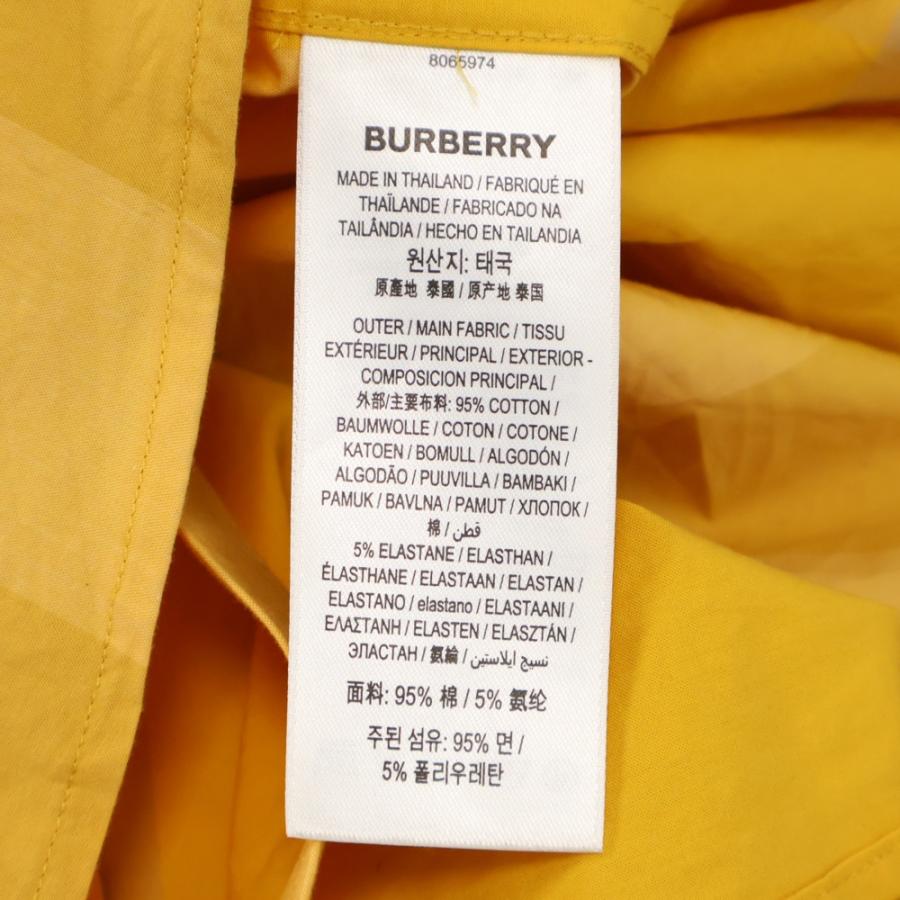 8065974
BURBERRY
MADE IN THAILAND / FABRIQUÉ EN
THAÏLANDE / FABRICADO NA
TAILÂNDIA / HECHO EN TAILANDIA
원산지: 태국
原產地 泰國 / 原产地 泰国
OUTER / MAIN FABRIC / TISSU
EXTÉRIEUR / PRINCIPAL / EXTERIOR -
COMPOSICION PRINCIPAL /
外部/主要布料: 95% COTTON /
BAUMWOLLE / COTON / COTONE /
KATOEN / BOMULL / ALGODÓN /
ALGODÃO / PUUVILLA / BAMBAKI /
PAMUK / BAVLNA / PAMUT / ХЛОПОК /
棉 / قطن /
5% ELASTANE / ELASTHAN /
ÉLASTHANE / ELASTAAN / ELASTAN /
ELASTANO / elastano / ELASTAANI /
ΕΛΑΣΤΑΝΗ / ELASTEN / ELASZTÁN /
ЭЛАСТАН / 氨綸 / نسيج ايلاستين /
面料: 95% 棉 / 5% 氨纶
주된 섬유: 95% 면 /
5% 폴리우레탄